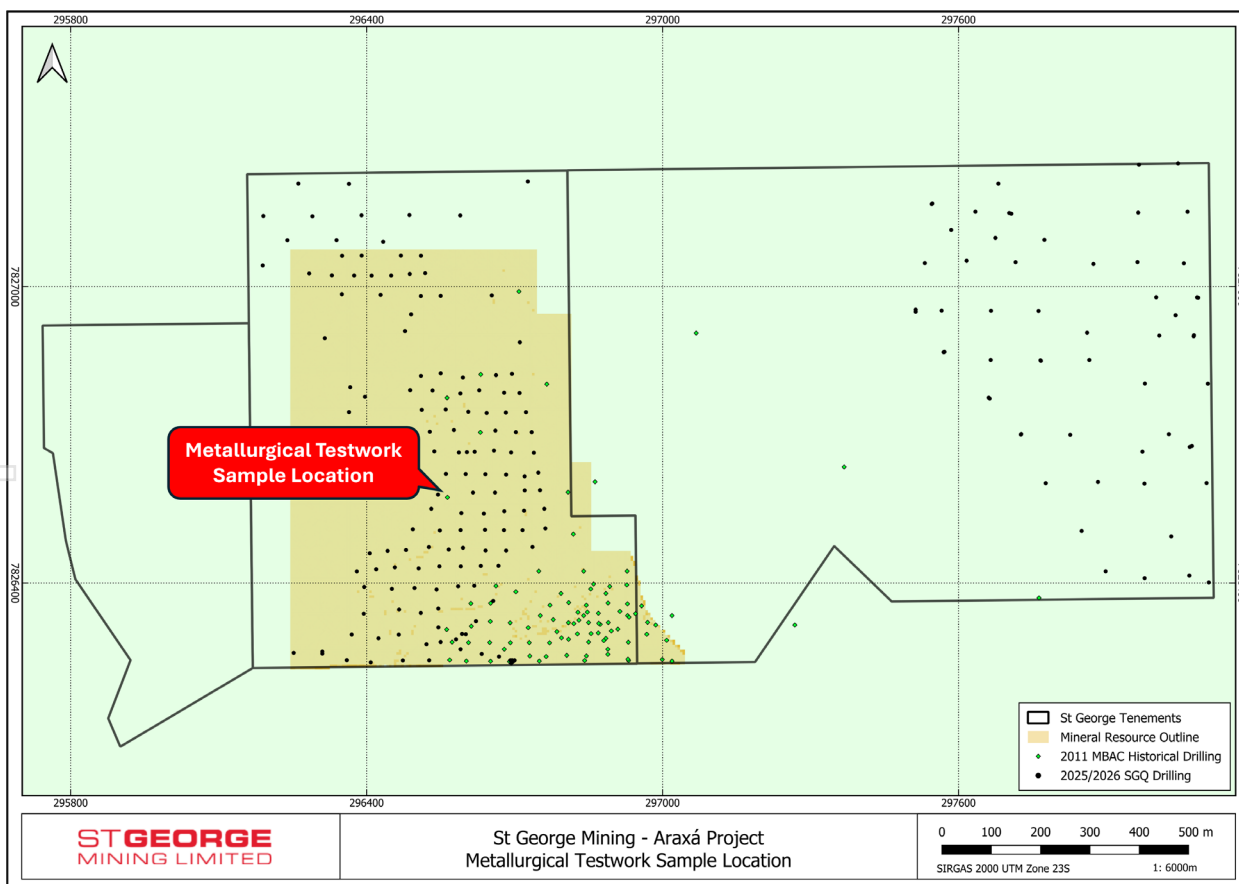 295800
296400
297000
297600
7827000
7826400
Metallurgical Testwork
Sample Location
St George Tenements
Mineral Resource Outline
2011 MBAC Historical Drilling
2025/2026 SGQ Drilling
295800
296400
297000
297600
ST GEORGE
MINING LIMITED
St George Mining - Araxá Project
Metallurgical Testwork Sample Location
0 100 200 300 400 500 m
SIRGAS 2000 UTM Zone 23S
1: 6000m